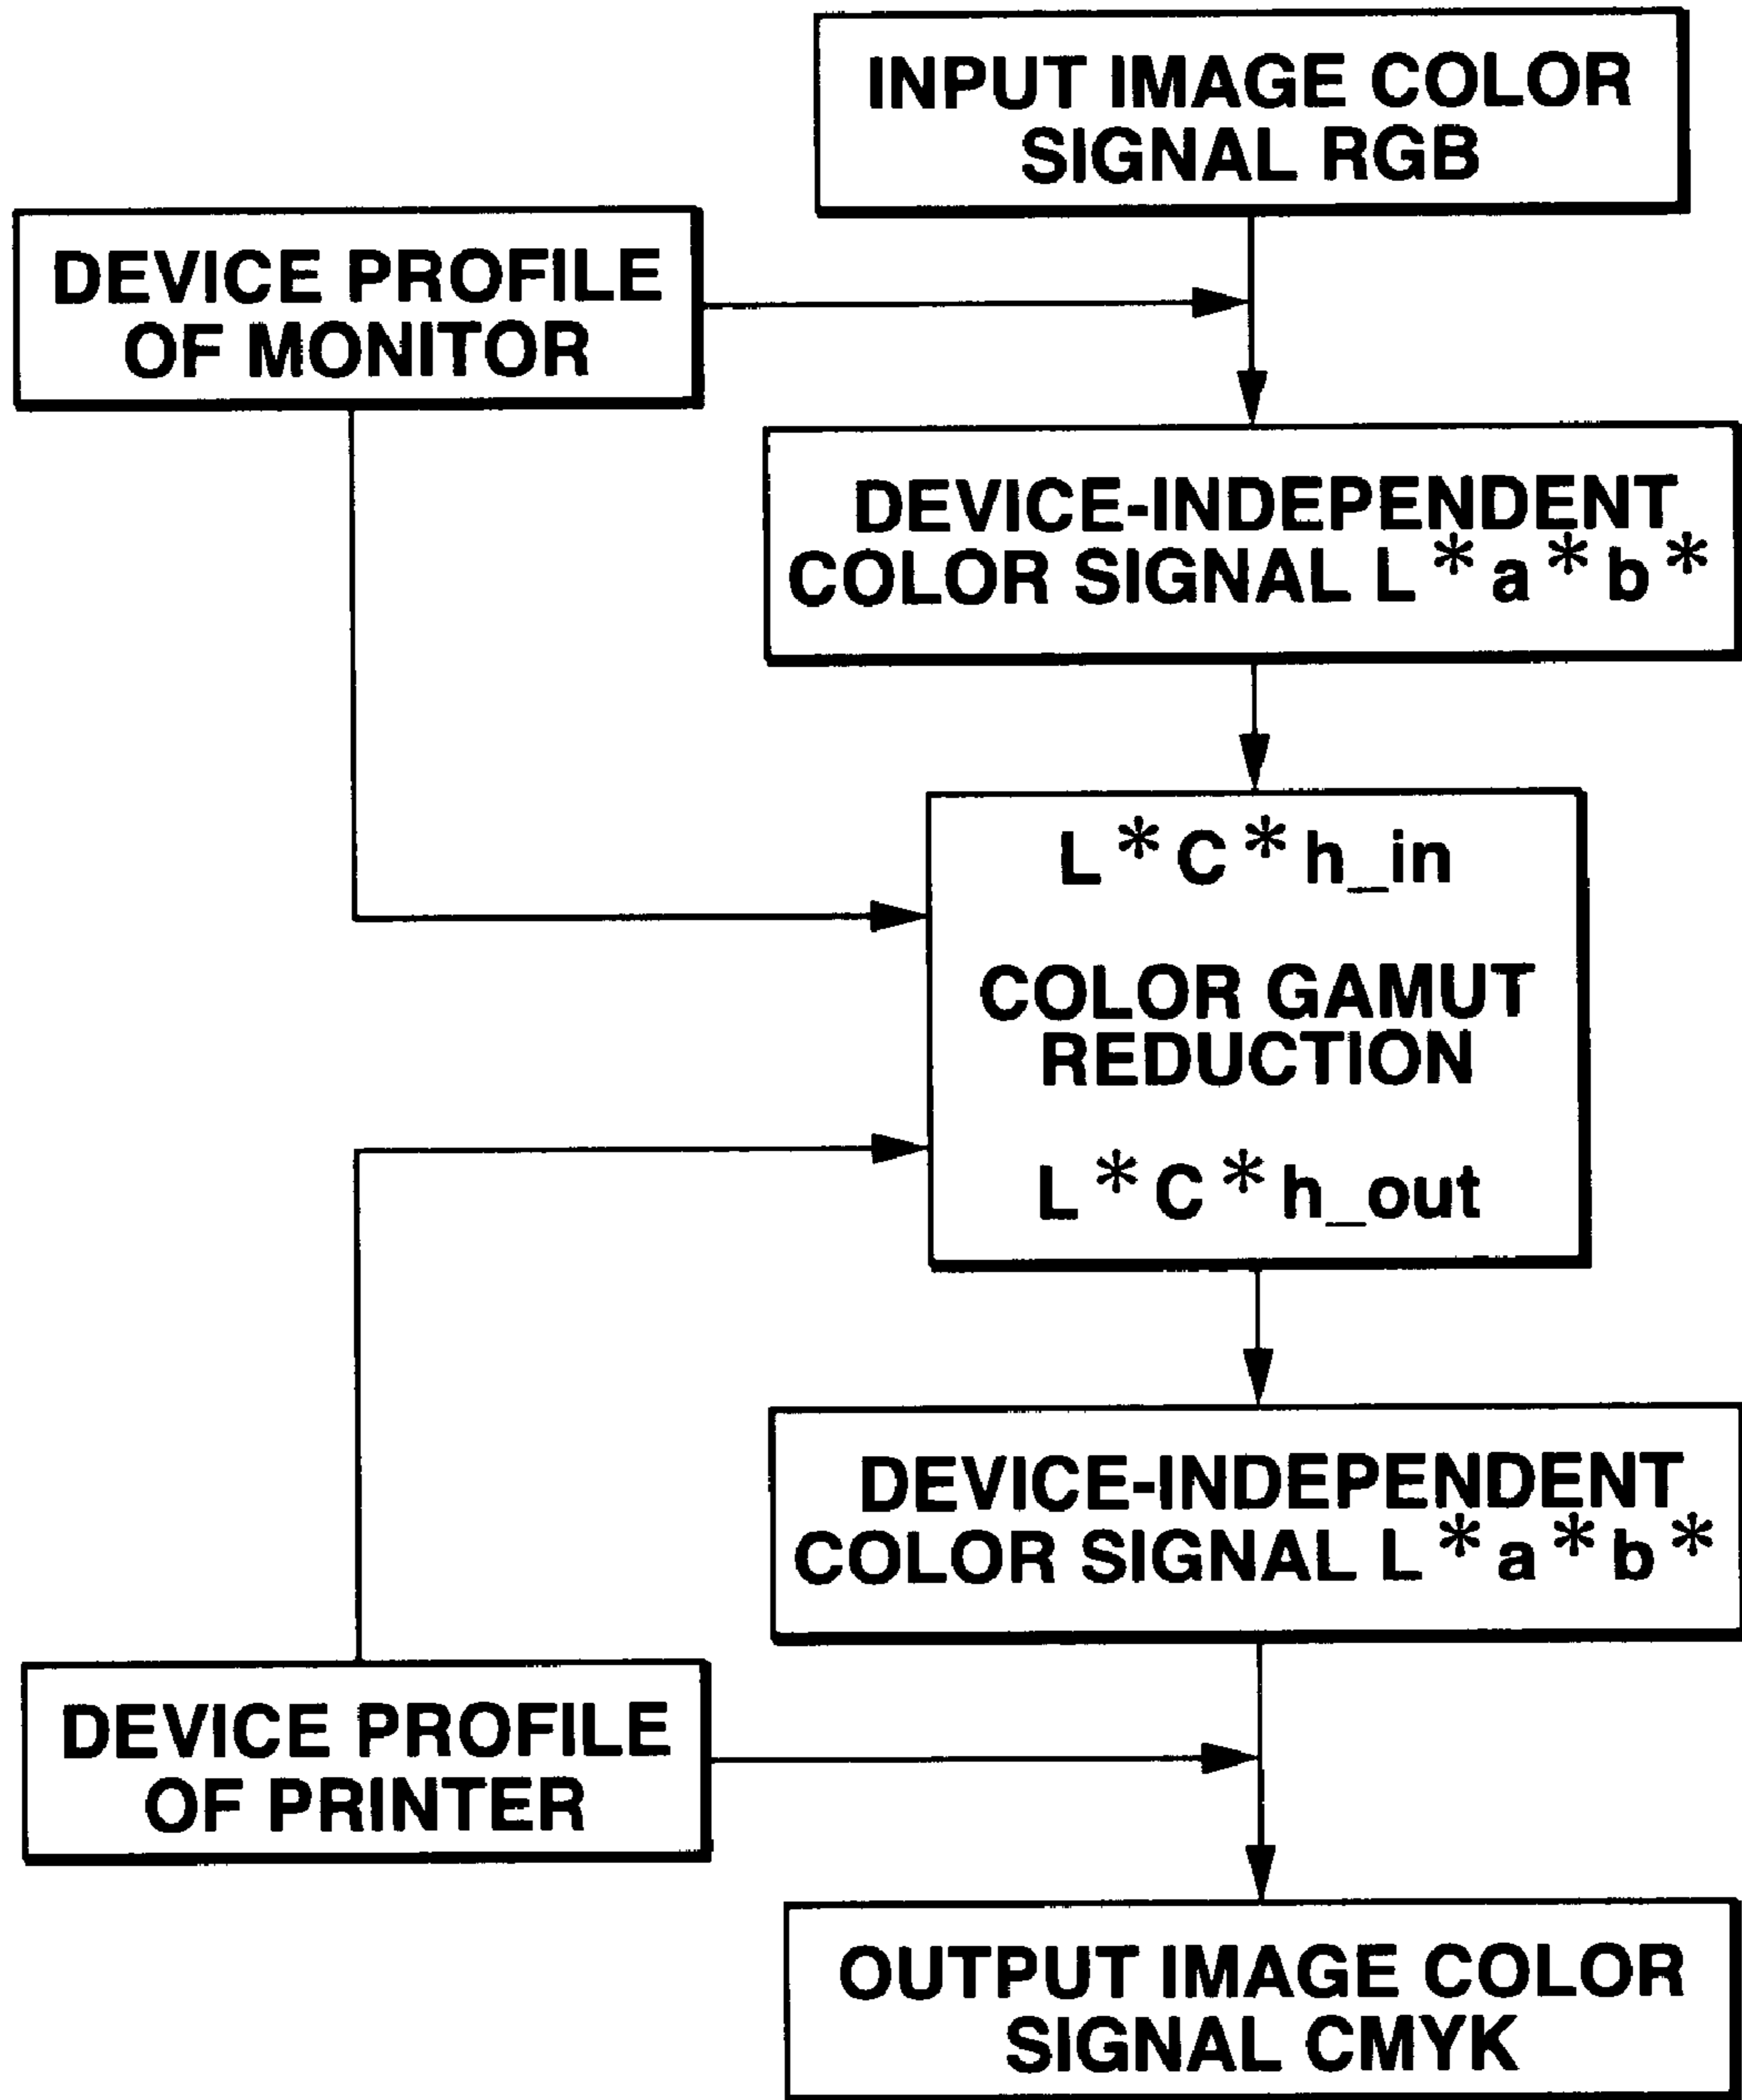 INPUT IMAGE COLOR
SIGNAL RGB
DEVICE PROFILE
OF MONITOR
DEVICE-INDEPENDENT
COLOR SIGNAL L*a*b*
L*C*h_in
COLOR GAMUT
REDUCTION
L*C*h_out
DEVICE-INDEPENDENT
COLOR SIGNAL L*a*b*
DEVICE PROFILE
OF PRINTER
OUTPUT IMAGE COLOR
SIGNAL CMYK